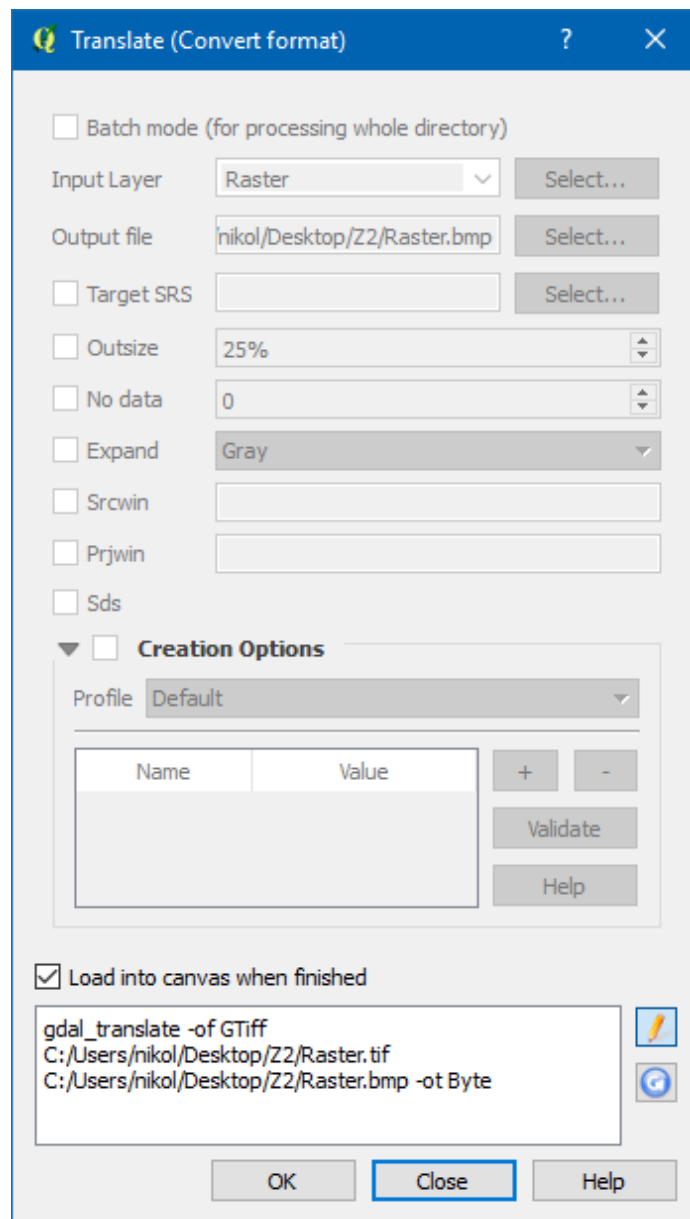 Translate (Convert format) ?
Batch mode (for processing whole directory)
Input Layer Raster Select...
Output file /nikol/Desktop/Z2/Raster.bmp Select...
Target SRS Select...
Outsize 25%
No data 0
Expand Gray
Srcwin
Prjwin
Sds
Creation Options
Profile Default
Name Value + -
Validate
Help
Load into canvas when finished
gdal_translate -of GTiff
C:/Users/nikol/Desktop/Z2/Raster.tif
C:/Users/nikol/Desktop/Z2/Raster.bmp -ot Byte
OK Close Help